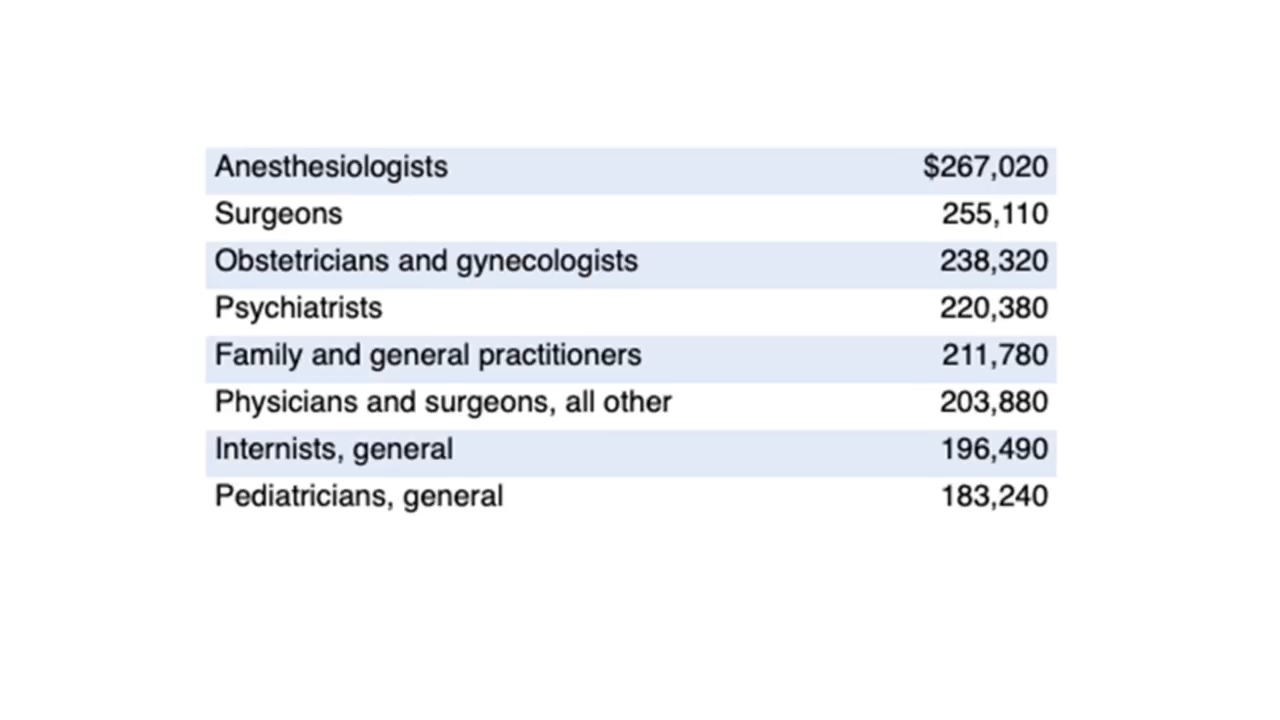 Anesthesiologists $267,020
Surgeons 255,110
Obstetricians and gynecologists 238,320
Psychiatrists 220,380
Family and general practitioners 211,780
Physicians and surgeons, all other 203,880
Internists, general 196,490
Pediatricians, general 183,240